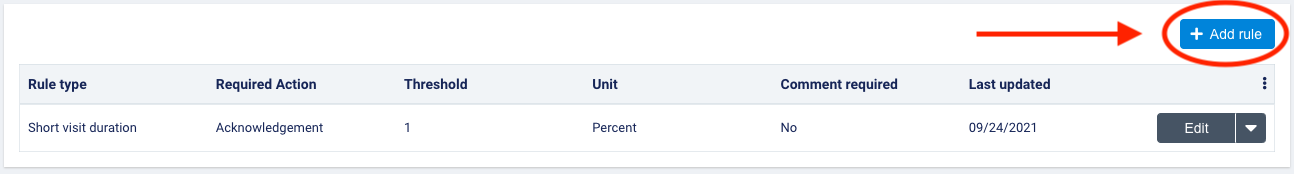 + Add rule
Rule type Required Action Threshold Unit Comment required Last updated
Short visit duration Acknowledgement 1 Percent No 09/24/2021 Edit